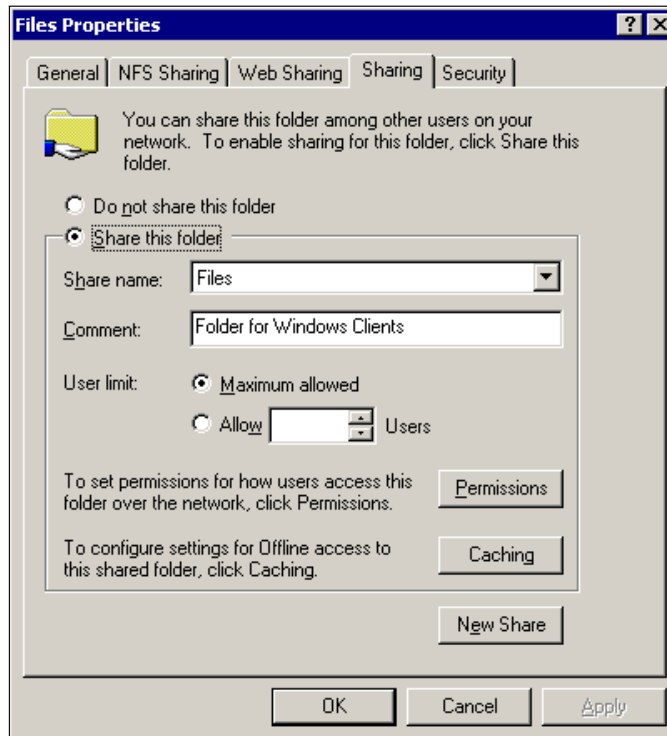 Files Properties
General NFS Sharing Web Sharing Sharing Security
You can share this folder among other users on your
network. To enable sharing for this folder, click Share this
folder.
Do not share this folder
Share this folder
Share name: Files
Comment: Folder for Windows Clients
User limit: Maximum allowed
Allow Users
To set permissions for how users access this
folder over the network, click Permissions.
Permissions
To configure settings for Offline access to
this shared folder, click Caching.
Caching
New Share
OK Cancel Apply